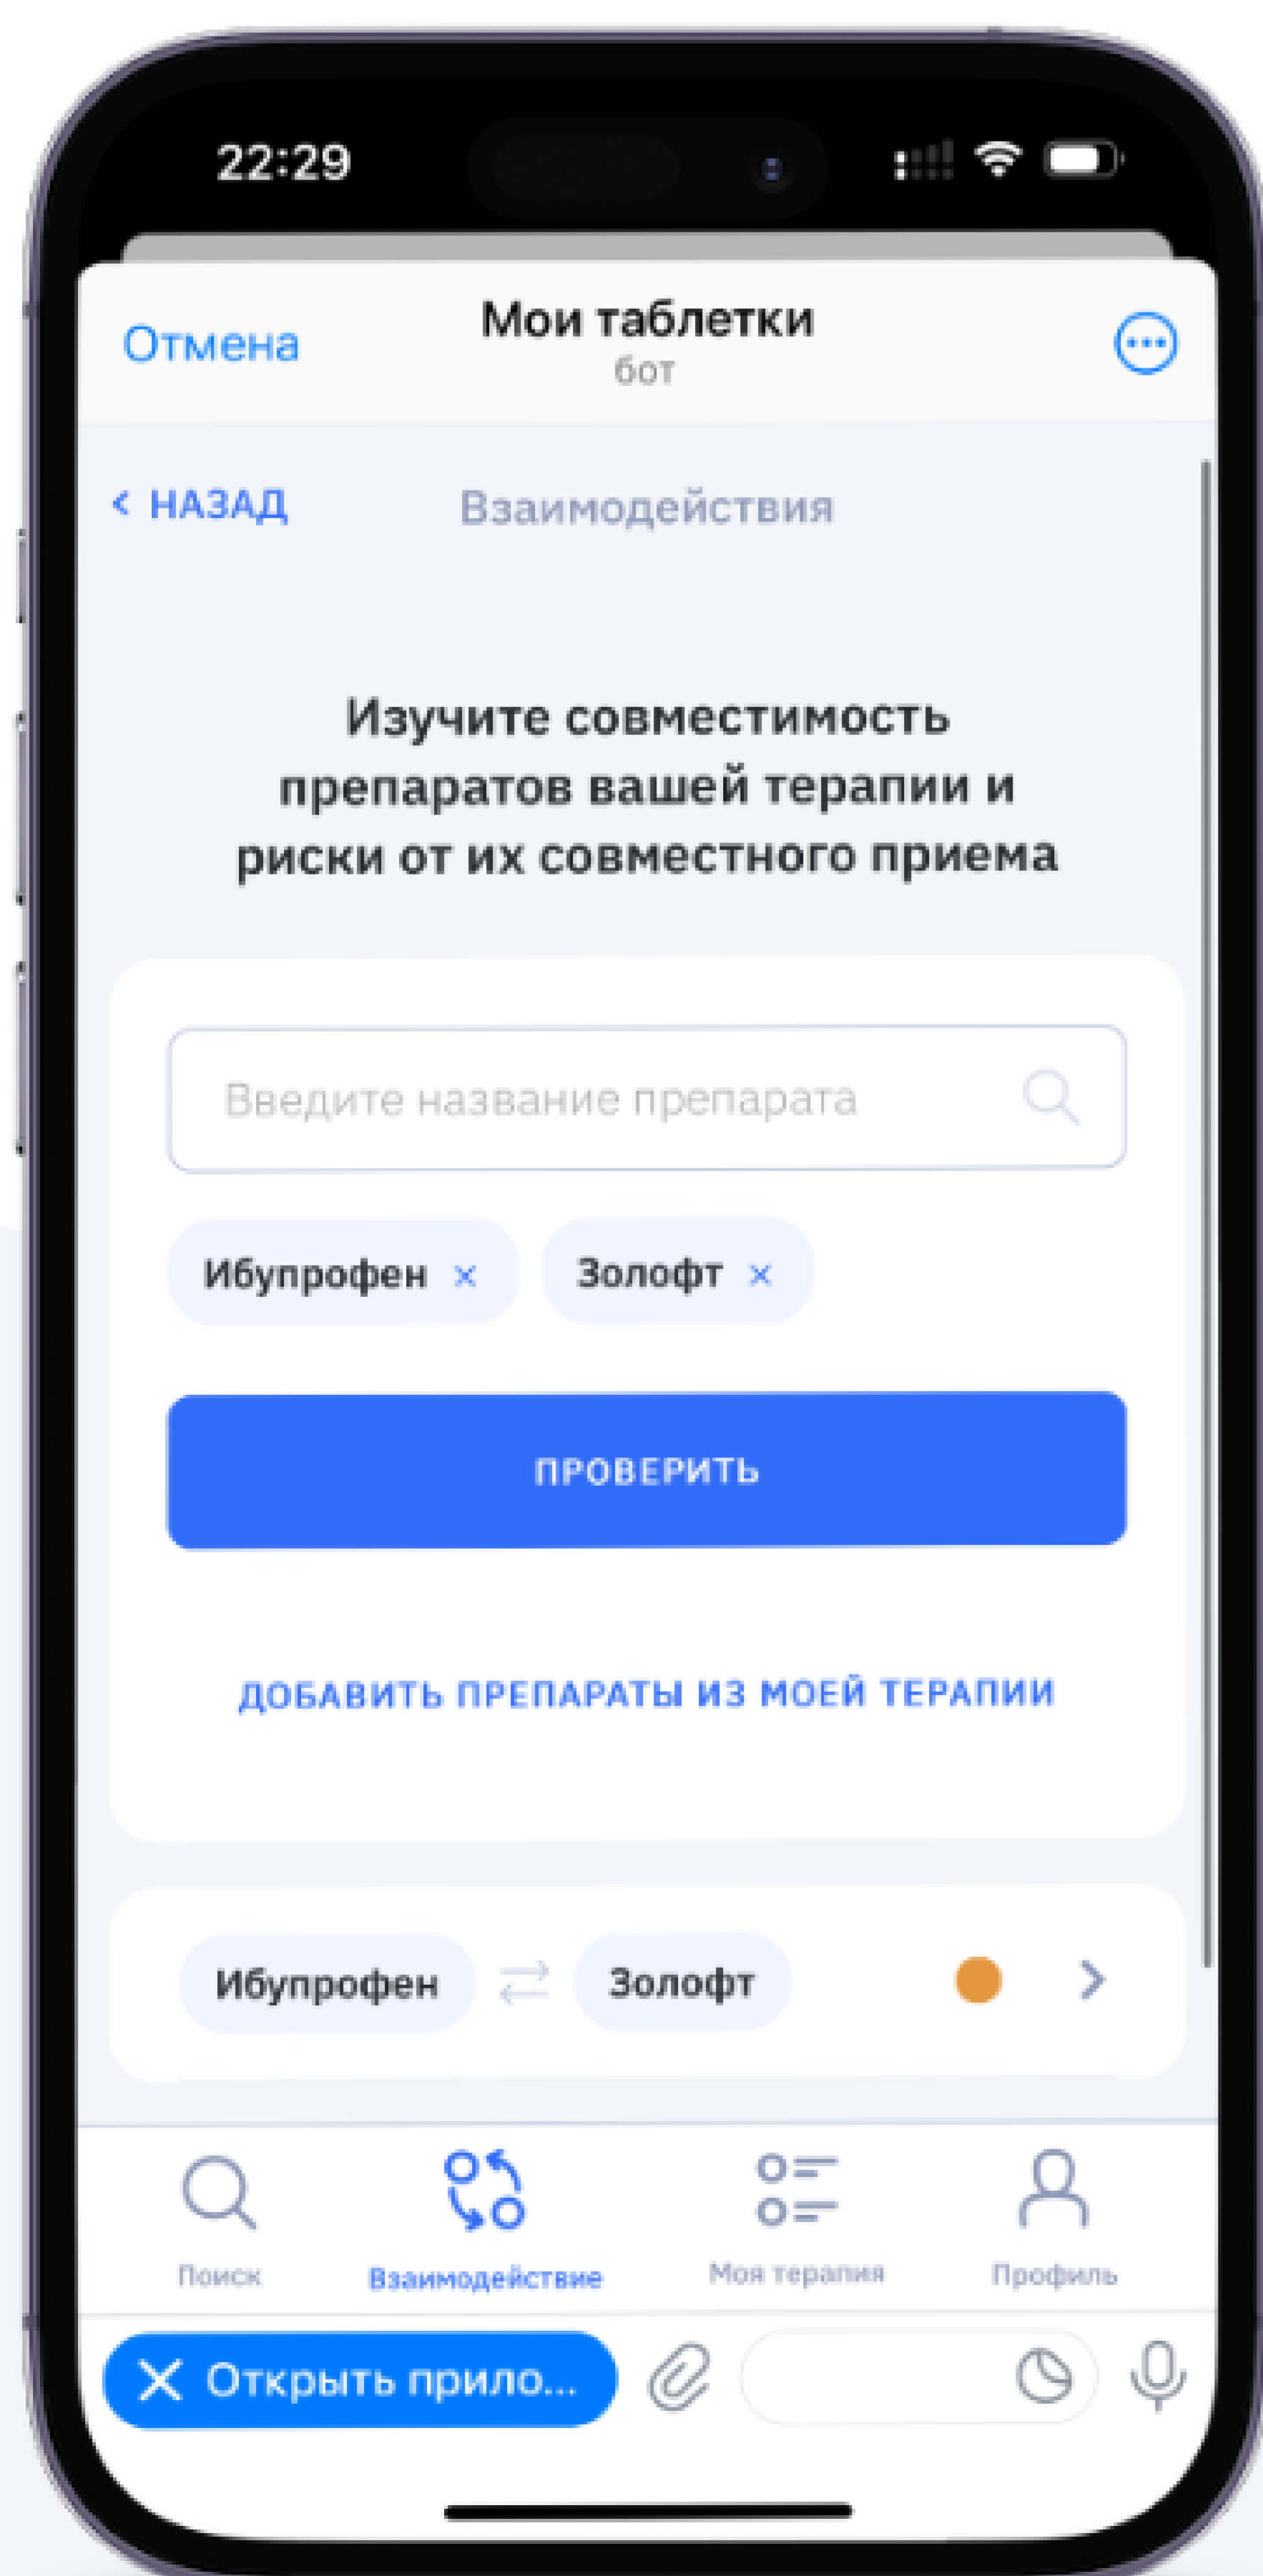 22:29
Отмена
Мои таблетки
бот
НАЗАД
Взаимодействия
Изучите совместимость
препаратов вашей терапии и
риски от их совместного приема
Введите название препарата
Ибупрофен × Золофт ×
ПРОВЕРИТЬ
ДОБАВИТЬ ПРЕПАРАТЫ ИЗ МОЕЙ ТЕРАПИИ
Ибупрофен Золофт
Поиск Взаимодействие Моя терапия Профиль
Открыть прило...